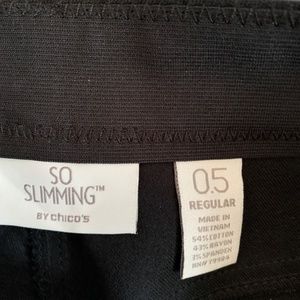 SO
SLIMMING™
BY CHICO'S
0.5
REGULAR
MADE IN
VIETNAM
54% COTTON
43% RAYON
3% SPANDEX